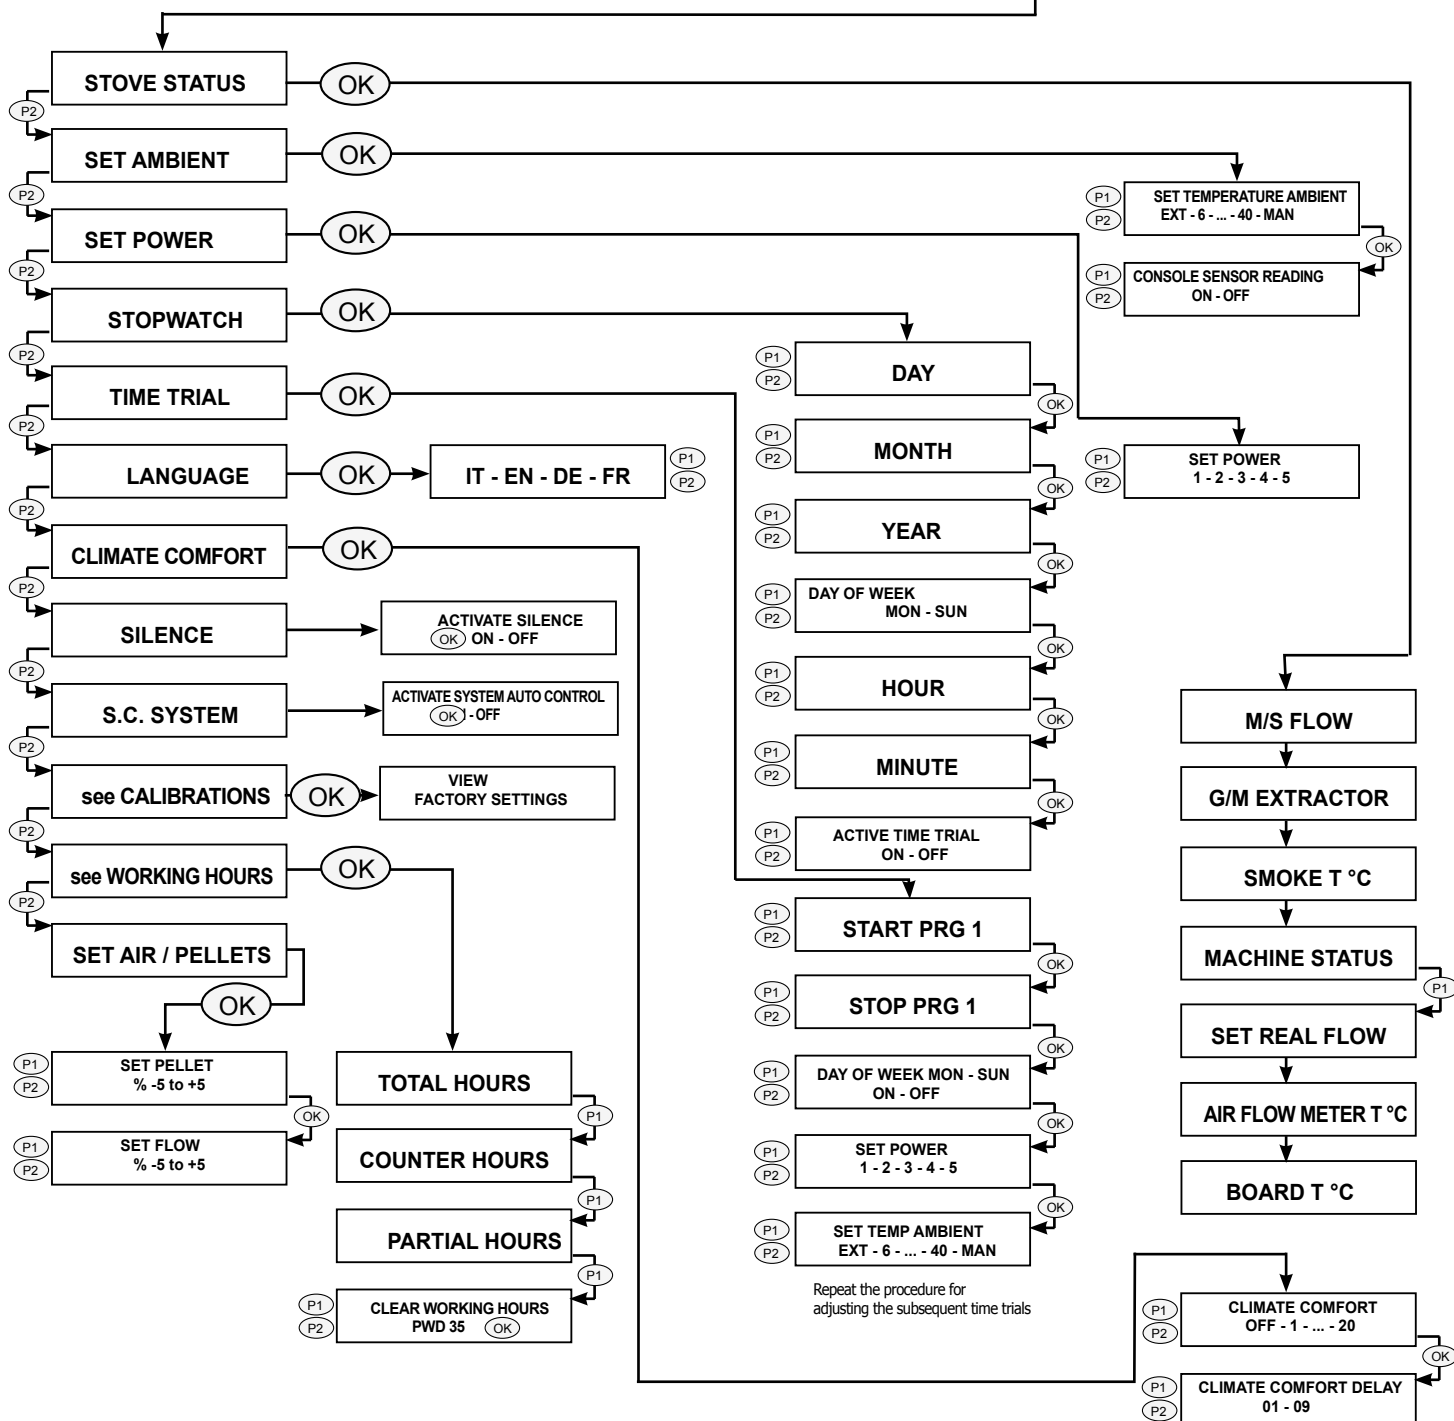 STOVE STATUS
OK
P2
SET AMBIENT
OK
P2
SET POWER
OK
P2
STOPWATCH
OK
P2
TIME TRIAL
OK
P2
LANGUAGE
OK
IT - EN - DE - FR
P1
P2
P2
CLIMATE COMFORT
OK
P2
SILENCE
ACTIVATE SILENCE
OK ON - OFF
P2
S.C. SYSTEM
ACTIVATE SYSTEM AUTO CONTROL
OK - OFF
P2
see CALIBRATIONS
OK
VIEW
FACTORY SETTINGS
P2
see WORKING HOURS
OK
P2
SET AIR / PELLETS
OK
P1
P2
SET PELLET
% -5 to +5
OK
P1
P2
SET FLOW
% -5 to +5
TOTAL HOURS
P1
COUNTER HOURS
P1
PARTIAL HOURS
P1
P1
P2
CLEAR WORKING HOURS
PWD 35 OK
P1
P2
DAY
OK
P1
P2
MONTH
OK
P1
P2
YEAR
OK
P1
P2
DAY OF WEEK
MON - SUN
OK
P1
P2
HOUR
OK
P1
P2
MINUTE
OK
P1
P2
ACTIVE TIME TRIAL
ON - OFF
P1
P2
START PRG 1
OK
P1
P2
STOP PRG 1
OK
P1
P2
DAY OF WEEK MON - SUN
ON - OFF
OK
P1
P2
SET POWER
1 - 2 - 3 - 4 - 5
OK
P1
P2
SET TEMP AMBIENT
EXT - 6 - ... - 40 - MAN
Repeat the procedure for
adjusting the subsequent time trials
P1
P2
SET TEMPERATURE AMBIENT
EXT - 6 - ... - 40 - MAN
OK
P1
P2
CONSOLE SENSOR READING
ON - OFF
P1
P2
SET POWER
1 - 2 - 3 - 4 - 5
M/S FLOW
G/M EXTRACTOR
SMOKE T °C
MACHINE STATUS
P1
SET REAL FLOW
AIR FLOW METER T °C
BOARD T °C
P1
P2
CLIMATE COMFORT
OFF - 1 - ... - 20
OK
P1
P2
CLIMATE COMFORT DELAY
01 - 09